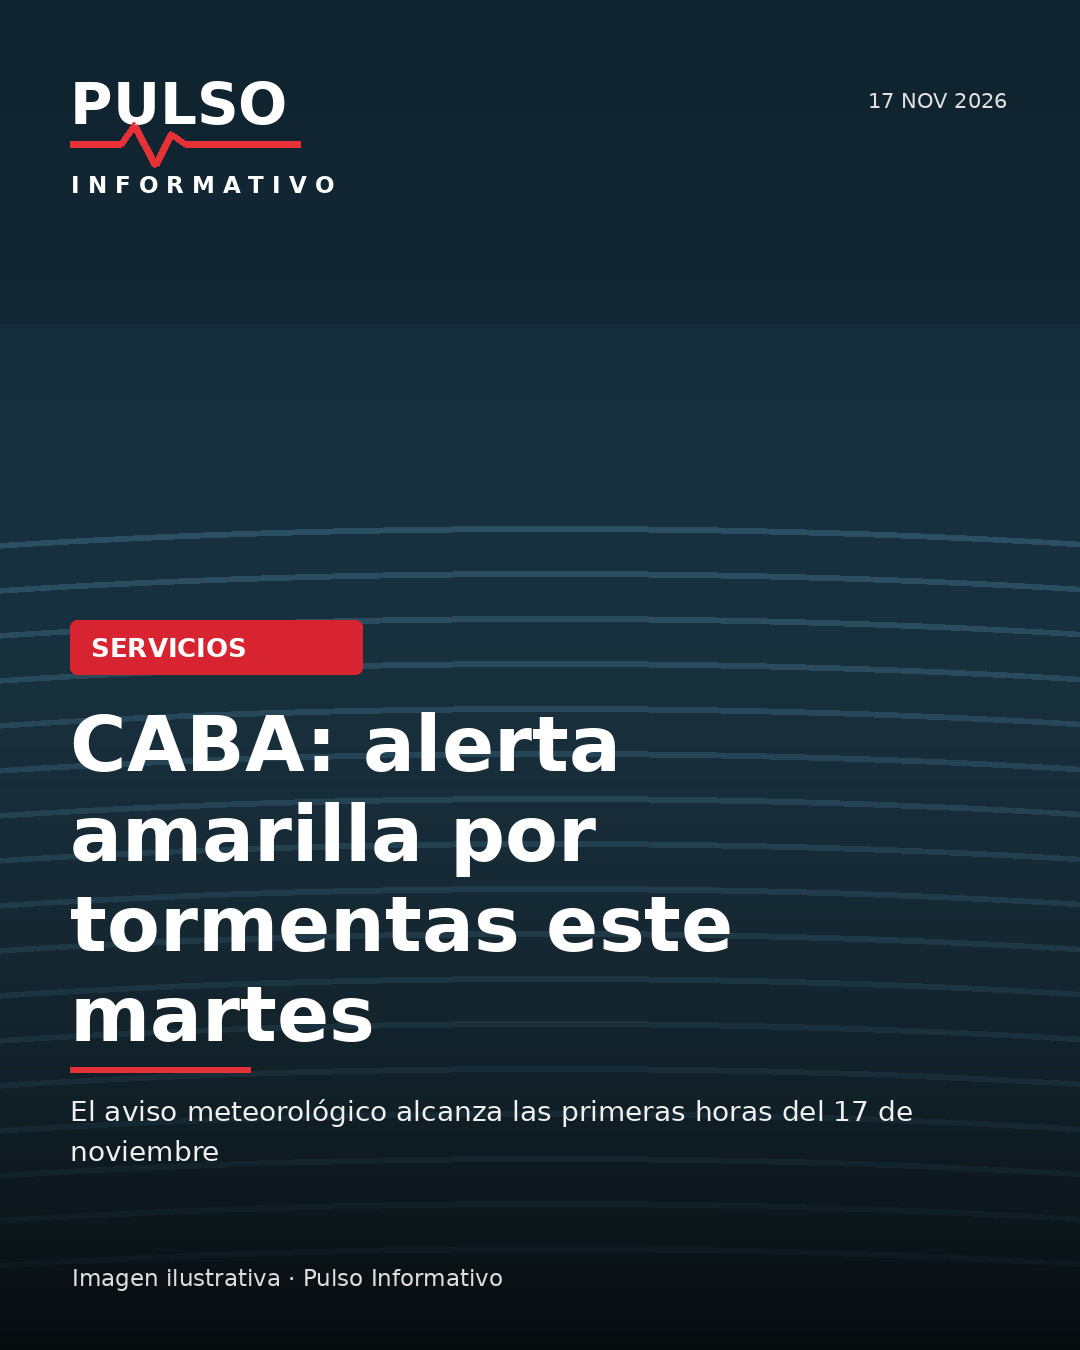 PULSO
INFORMATIVO
17 NOV 2026
SERVICIOS
CABA: alerta
amarilla por
tormentas este
martes
El aviso meteorológico alcanza las primeras horas del 17 de
noviembre
Imagen ilustrativa · Pulso Informativo